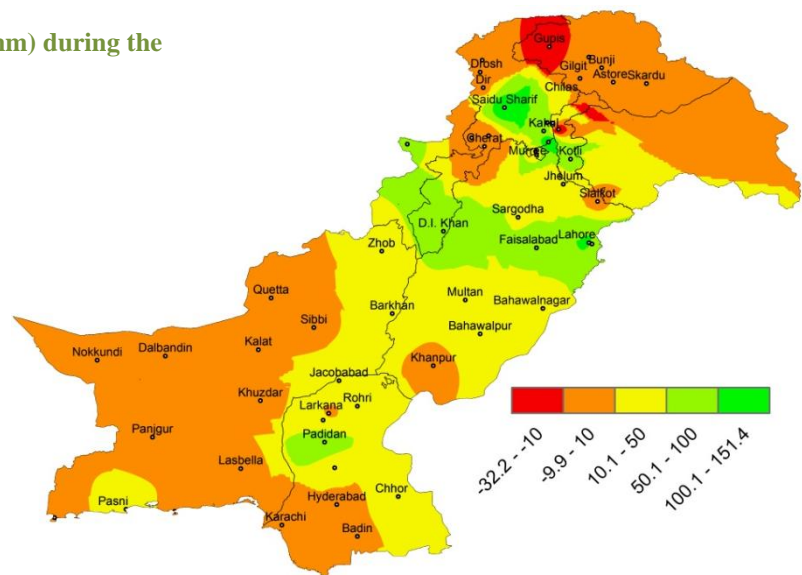 nm) during the
Gupis
Drosh
Gilgit
Bunji
Dir
Chilas
Astore
Skardu
Saidu Sharif
Kakul
Cherat
Murree
Kotli
Jhelum
Sialkot
Sargodha
D.I. Khan
Faisalabad
Lahore
Zhob
Quetta
Multan
Barkhan
Bahawalnagar
Sibbi
Bahawalpur
Nokkundi
Dalbandin
Kalat
Khanpur
Jacobabad
Khuzdar
Larkana
Rohri
Panjgur
Padidan
Lasbella
Pasni
Hyderabad
Chhor
Karachi
Badin
-32.2 - -10
-9.9 - 10
10.1 - 50
50.1 - 100
100.1 - 151.4